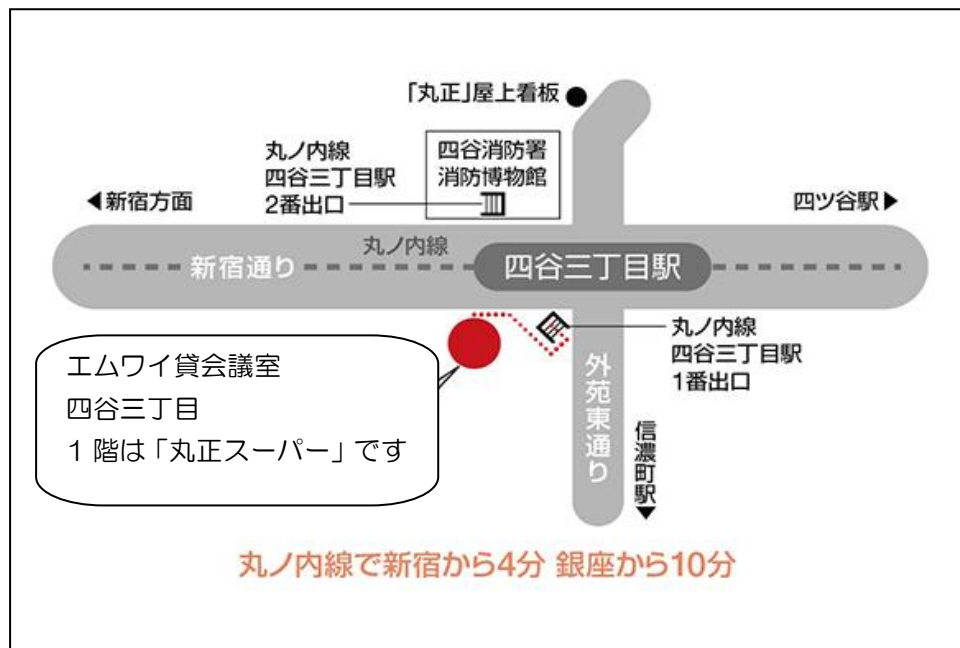 「丸正」屋上看板
四谷消防署
消防博物館
丸ノ内線
四谷三丁目駅
2番出口
◀新宿方面
四ツ谷駅▶
丸ノ内線
新宿通り
四谷三丁目駅
丸ノ内線
四谷三丁目駅
1番出口
エムワイ貸会議室
四谷三丁目
1 階は「丸正スーパー」です
外苑東通り
信濃町駅▼
丸ノ内線で新宿から4分 銀座から10分